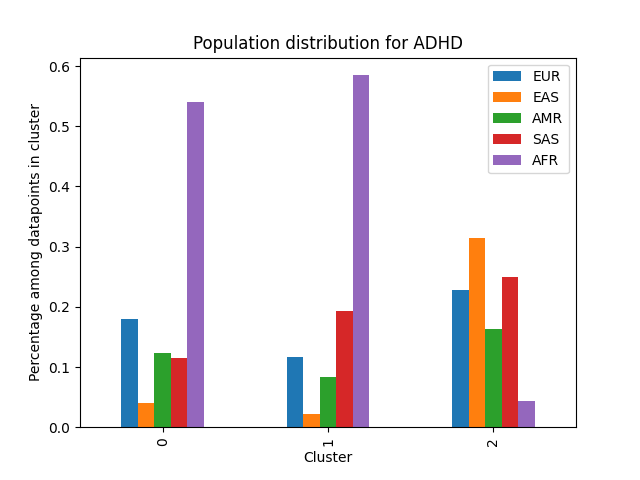 Population distribution for ADHD
Percentage among datapoints in cluster
0.6
0.5
0.4
0.3
0.2
0.1
0.0
EUR
EAS
AMR
SAS
AFR
0
1
2
Cluster